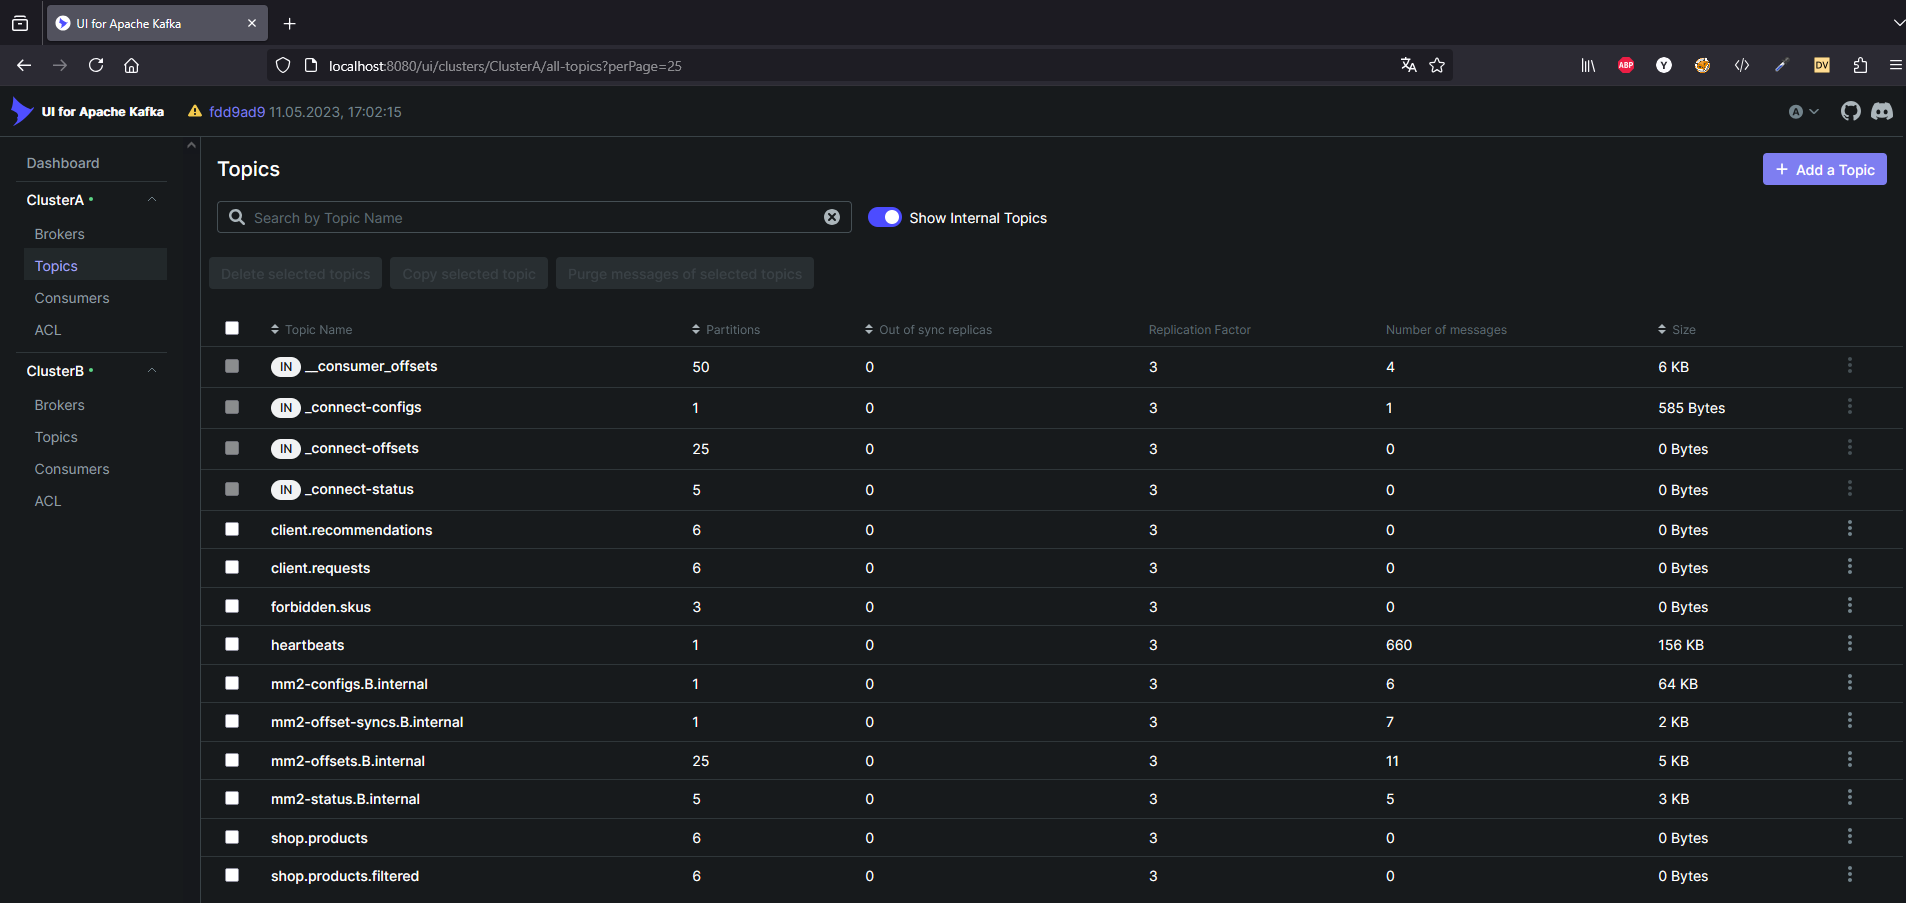 UI for Apache Kafka
localhost:8080/ui/clusters/ClusterA/all-topics?perPage=25
ABP
Y
DV
UI for Apache Kafka fdd9ad9 11.05.2023, 17:02:15
A
Dashboard
ClusterA
Brokers
Topics
Consumers
ACL
ClusterB
Brokers
Topics
Consumers
ACL
Topics
+ Add a Topic
Search by Topic Name
Show Internal Topics
Delete selected topics Copy selected topic Purge messages of selected topics
Topic Name Partitions Out of sync replicas Replication Factor Number of messages Size
IN __consumer_offsets 50 0 3 4 6 KB
IN _connect-configs 1 0 3 1 585 Bytes
IN _connect-offsets 25 0 3 0 0 Bytes
IN _connect-status 5 0 3 0 0 Bytes
client.recommendations 6 0 3 0 0 Bytes
client.requests 6 0 3 0 0 Bytes
forbidden.skus 3 0 3 0 0 Bytes
heartbeats 1 0 3 660 156 KB
mm2-configs.B.internal 1 0 3 6 64 KB
mm2-offset-syncs.B.internal 1 0 3 7 2 KB
mm2-offsets.B.internal 25 0 3 11 5 KB
mm2-status.B.internal 5 0 3 5 3 KB
shop.products 6 0 3 0 0 Bytes
shop.products.filtered 6 0 3 0 0 Bytes